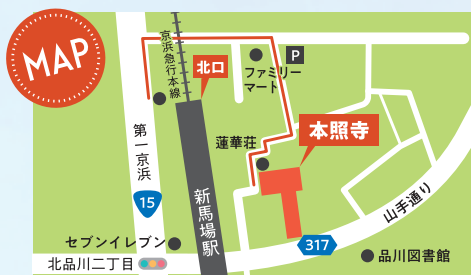 MAP
京浜急行本線
北口
P
ファミリー
マート
第一京浜
蓮華荘
本照寺
15
新馬場駅
山手通り
セブンイレブン
317
北品川二丁目
品川図書館